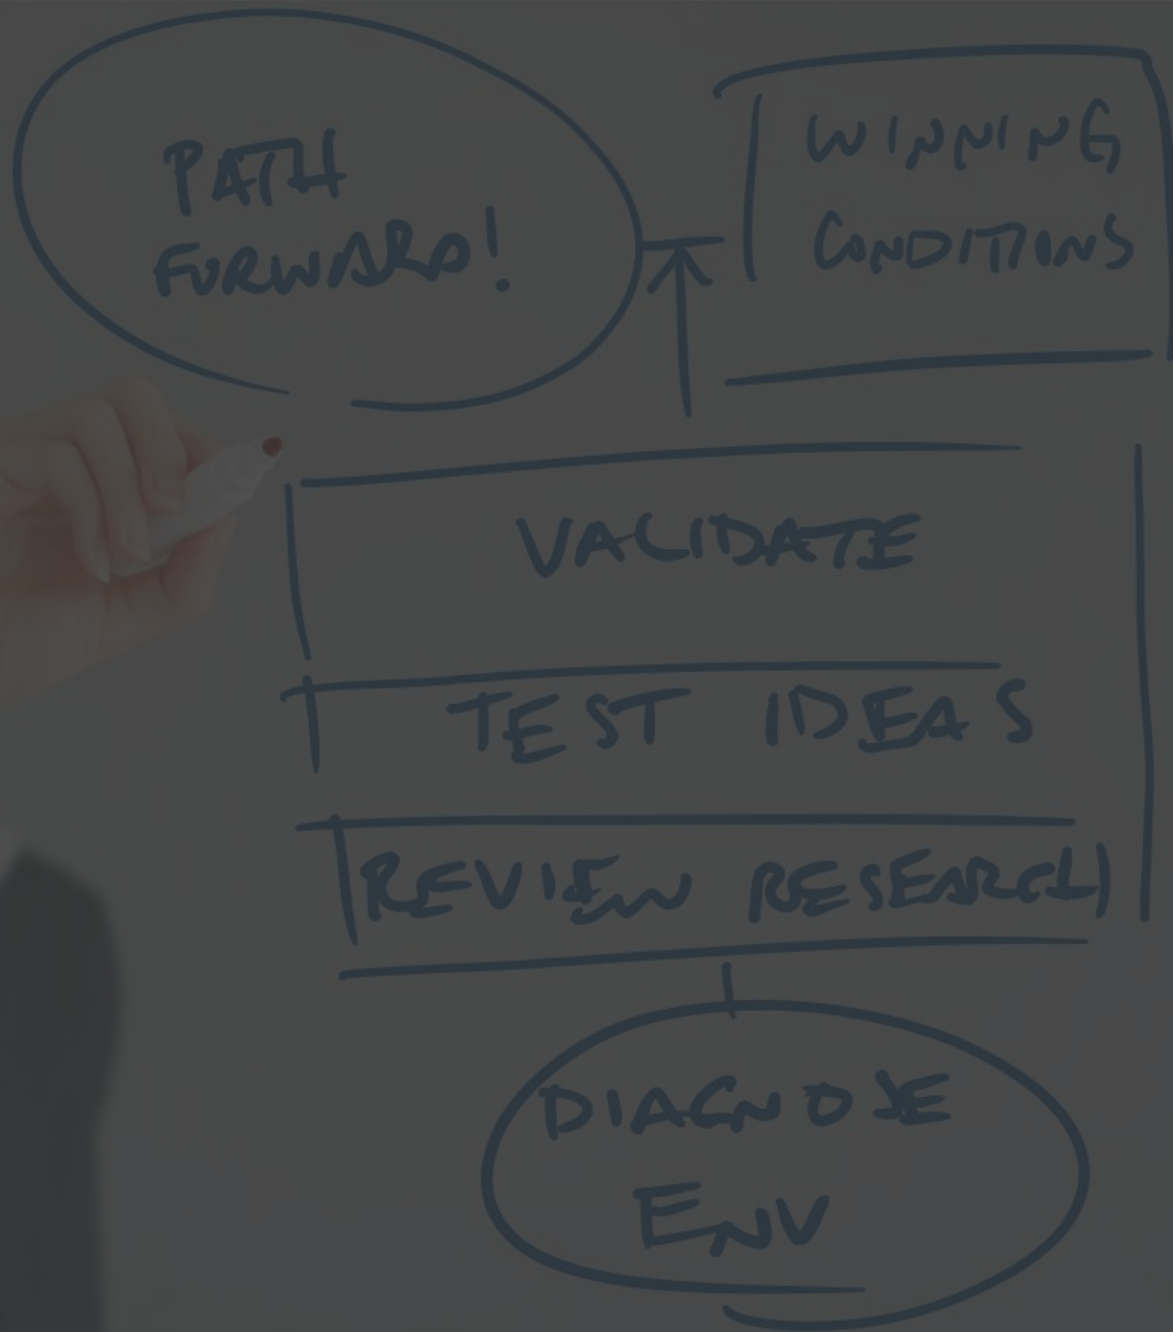 PATH
FORWARD!
WINNING
CONDITIONS
VALIDATE
TEST IDEAS
REVIEW RESEARCH
DIAGNOSE
ENV